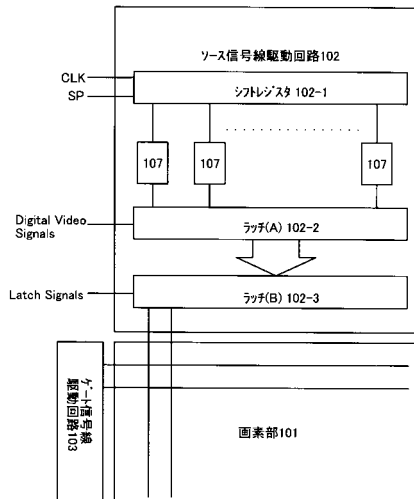 ソース信号線駆動回路102
CLK
SP
シフトレジスタ 102-1
107
107
107
Digital Video
Signals
ラッチ(A) 102-2
Latch Signals
ラッチ(B) 102-3
ゲート信号線
駆動回路103
画素部101